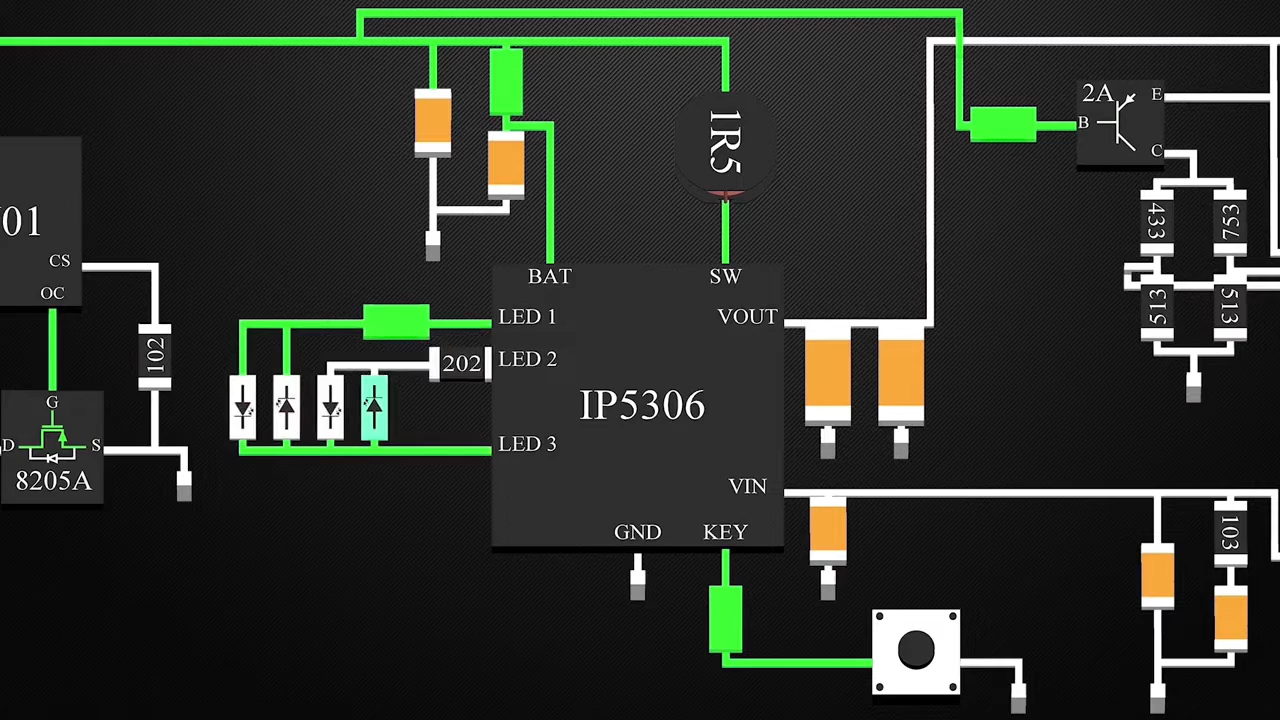 1R5
2A
E
B
C
433
357
513
513
01
CS
OC
102
G
D
S
8205A
BAT
SW
LED 1
VOUT
202
LED 2
IP5306
LED 3
VIN
GND
KEY
103